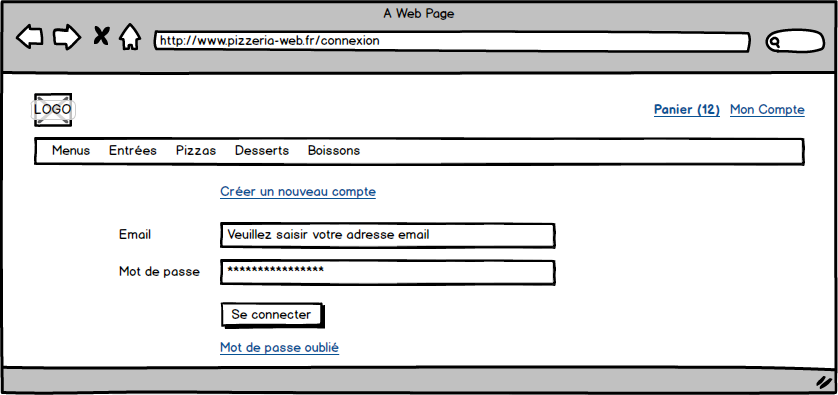 A Web Page
http://www.pizzeria-web.fr/connexion
LOGO
Panier (12) Mon Compte
Menus Entrées Pizzas Desserts Boissons
Créer un nouveau compte
Email Veuillez saisir votre adresse email
Mot de passe ****************
Se connecter
Mot de passe oublié